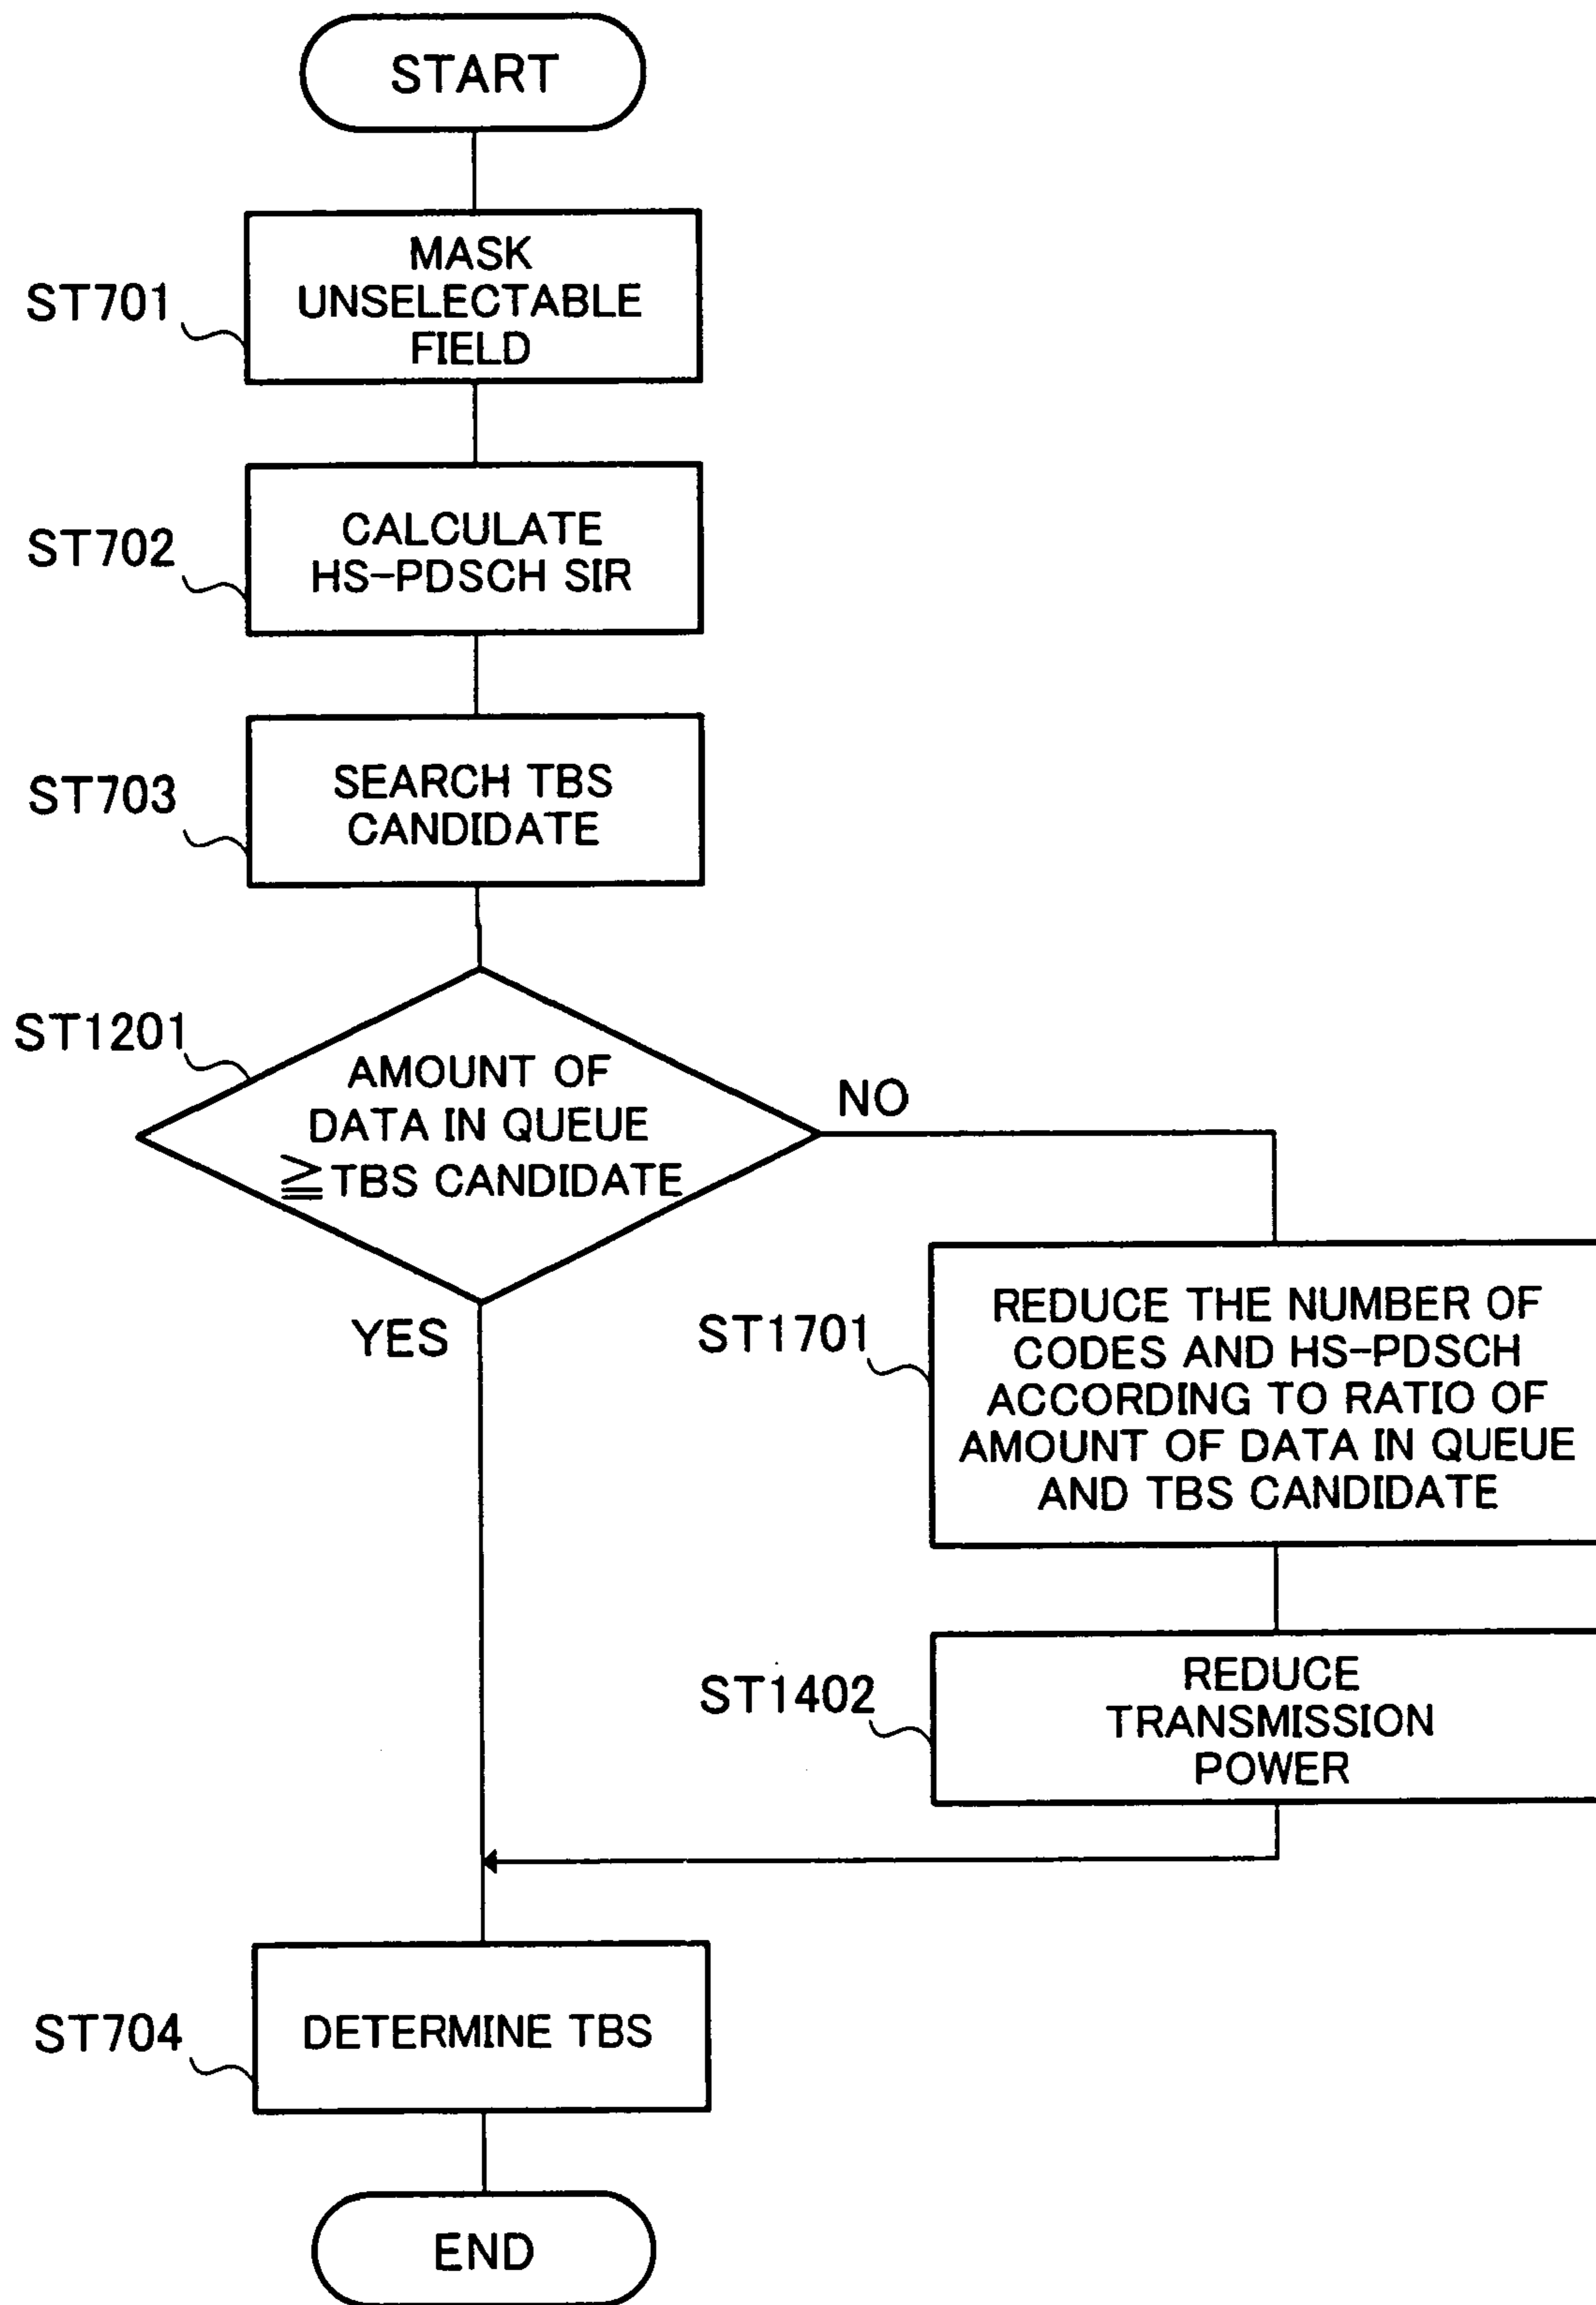 START
ST701
MASK
UNSELECTABLE
FIELD
ST702
CALCULATE
HS-PDSCH SIR
ST703
SEARCH TBS
CANDIDATE
ST1201
AMOUNT OF
DATA IN QUEUE
≧TBS CANDIDATE
NO
YES
ST1701
REDUCE THE NUMBER OF
CODES AND HS-PDSCH
ACCORDING TO RATIO OF
AMOUNT OF DATA IN QUEUE
AND TBS CANDIDATE
ST1402
REDUCE
TRANSMISSION
POWER
ST704
DETERMINE TBS
END